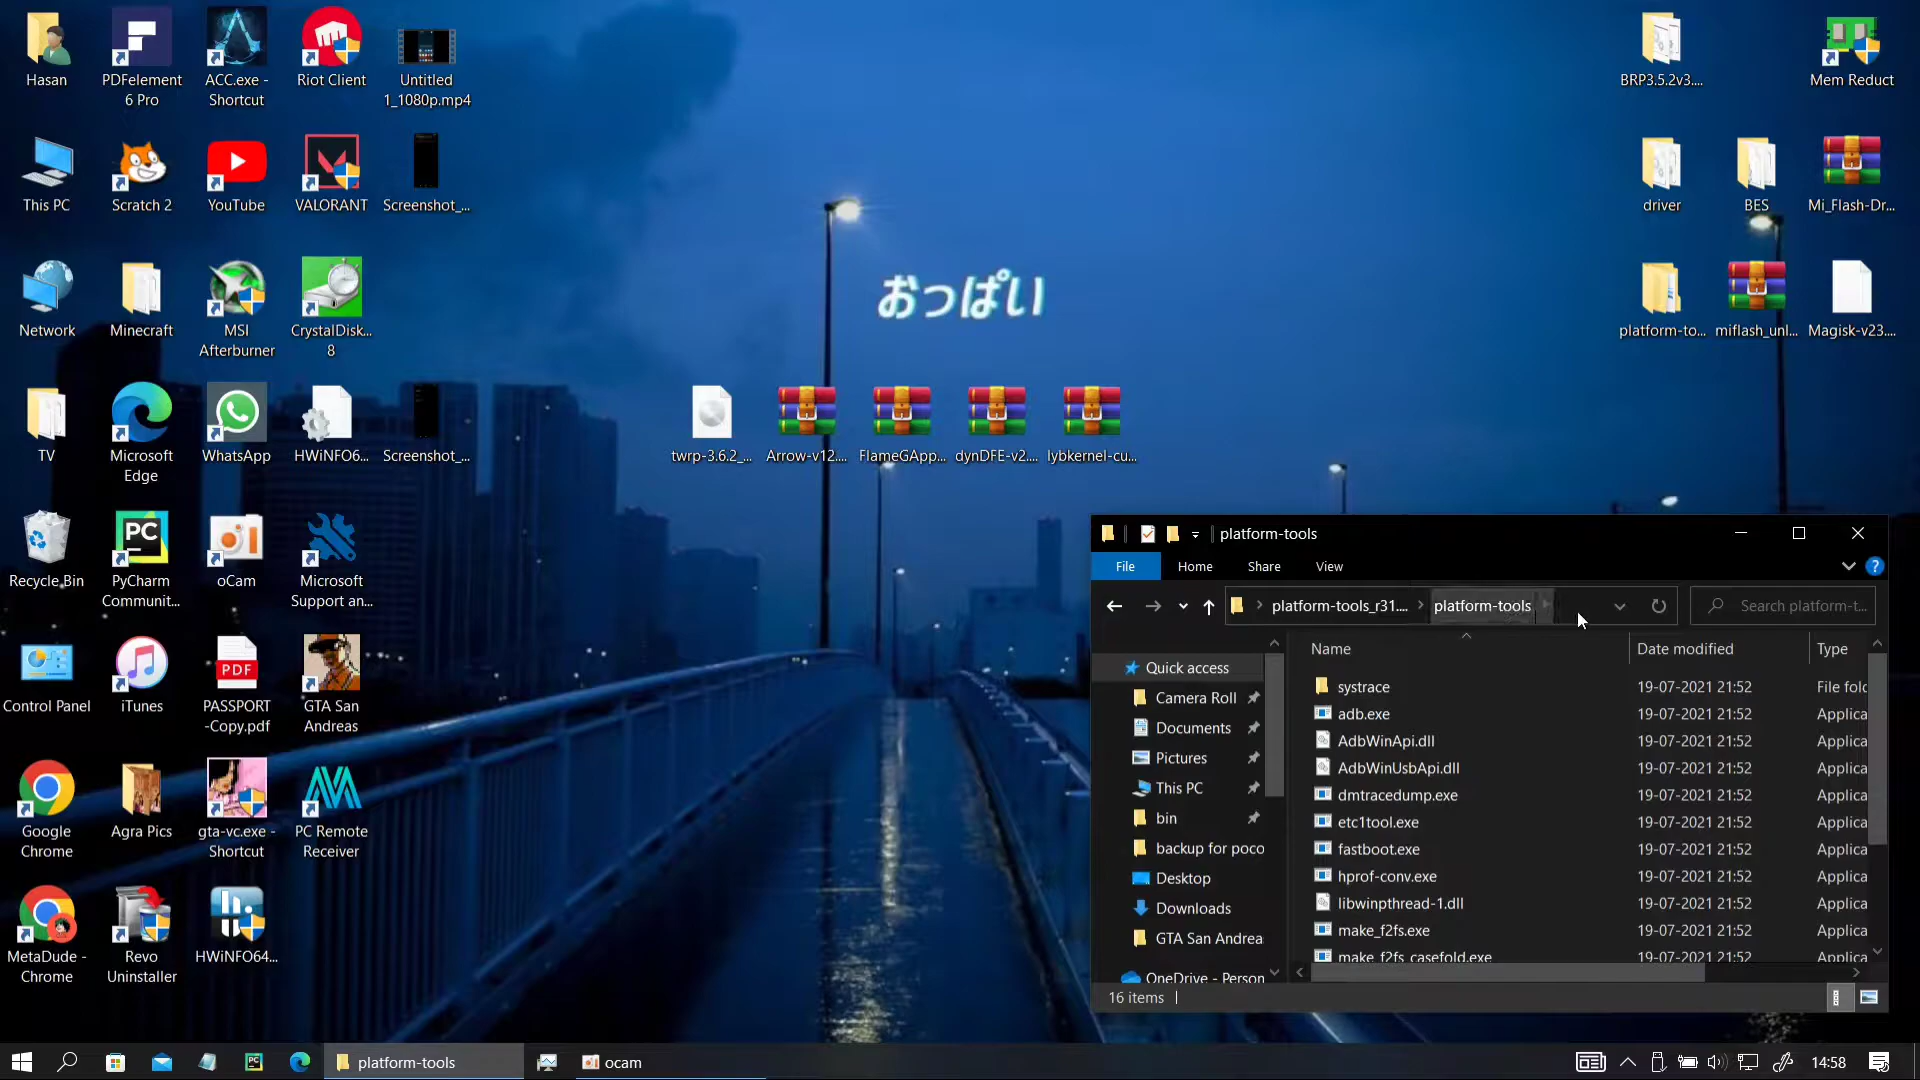 Hasan
PDFelement
6 Pro
ACC.exe -
Shortcut
Riot Client
Untitled
1_1080p.mp4
BRP3.5.2v3....
Mem Reduct
This PC
Scratch 2
YouTube
VALORANT
Screenshot_...
driver
BES
Mi_Flash-Dr...
おっぱい
Network
Minecraft
MSI
Afterburner
CrystalDisk...
8
platform-to...
miflash_unl...
Magisk-v23....
TV
Microsoft
Edge
WhatsApp
HWiNFO6...
Screenshot_...
twrp-3.6.2_...
Arrow-v12....
FlameGApp...
dynDFE-v2....
lybkernel-cu...
Recycle Bin
PC
PyCharm
Communit...
oCam
Microsoft
Support an...
Control Panel
iTunes
PDF
PASSPORT
-Copy.pdf
GTA San
Andreas
Google
Chrome
Agra Pics
gta-vc.exe -
Shortcut
PC Remote
Receiver
MetaDude -
Chrome
Revo
Uninstaller
HWiNFO64...
platform-tools
File
Home
Share
View
platform-tools_r31....
platform-tools
Search platform-t...
Name
Date modified
Type
Quick access
Camera Roll
Documents
Pictures
This PC
bin
backup for poco
Desktop
Downloads
GTA San Andrea
OneDrive - Person
systrace 19-07-2021 21:52 File fold
adb.exe 19-07-2021 21:52 Applica
AdbWinApi.dll 19-07-2021 21:52 Applica
AdbWinUsbApi.dll 19-07-2021 21:52 Applica
dmtracedump.exe 19-07-2021 21:52 Applica
etc1tool.exe 19-07-2021 21:52 Applica
fastboot.exe 19-07-2021 21:52 Applica
hprof-conv.exe 19-07-2021 21:52 Applica
libwinpthread-1.dll 19-07-2021 21:52 Applica
make_f2fs.exe 19-07-2021 21:52 Applica
make_f2fs_casefold.exe 19-07-2021 21:52 Applica
16 items
platform-tools
ocam
14:58